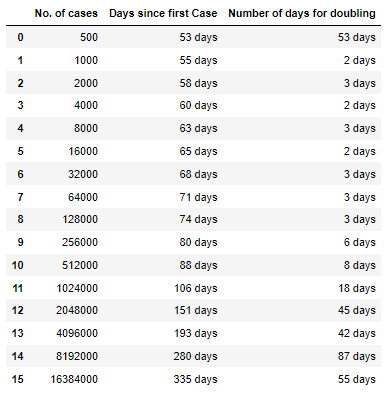 No. of cases Days since first Case Number of days for doubling
0 500 53 days 53 days
1 1000 55 days 2 days
2 2000 58 days 3 days
3 4000 60 days 2 days
4 8000 63 days 3 days
5 16000 65 days 2 days
6 32000 68 days 3 days
7 64000 71 days 3 days
8 128000 74 days 3 days
9 256000 80 days 6 days
10 512000 88 days 8 days
11 1024000 106 days 18 days
12 2048000 151 days 45 days
13 4096000 193 days 42 days
14 8192000 280 days 87 days
15 16384000 335 days 55 days